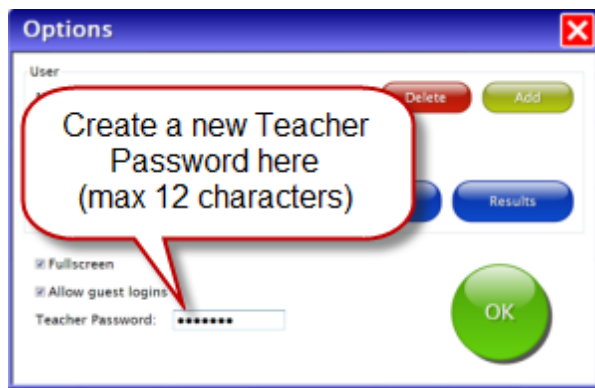 Options
User
Delete
Add
Create a new Teacher
Password here
(max 12 characters)
Results
Fullscreen
Allow guest logins
Teacher Password: •••••••
OK